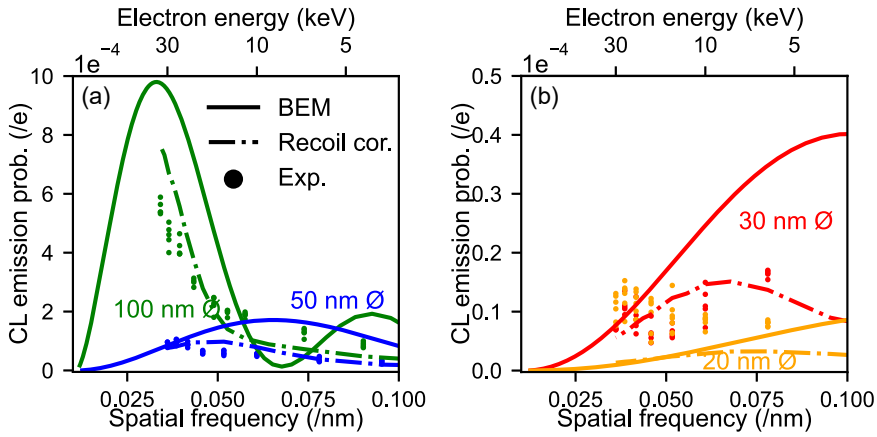 Electron energy (keV)
30 10 5
1e−4
(a)
CL emission prob. (/e)
10
8
6
4
2
0
BEM
Recoil cor.
Exp.
100 nm Ø
50 nm Ø
0.025 0.050 0.075 0.100
Spatial frequency (/nm)
Electron energy (keV)
30 10 5
1e−4
(b)
CL emission prob. (/e)
0.5
0.4
0.3
0.2
0.1
0.0
30 nm Ø
20 nm Ø
0.025 0.050 0.075 0.100
Spatial frequency (/nm)